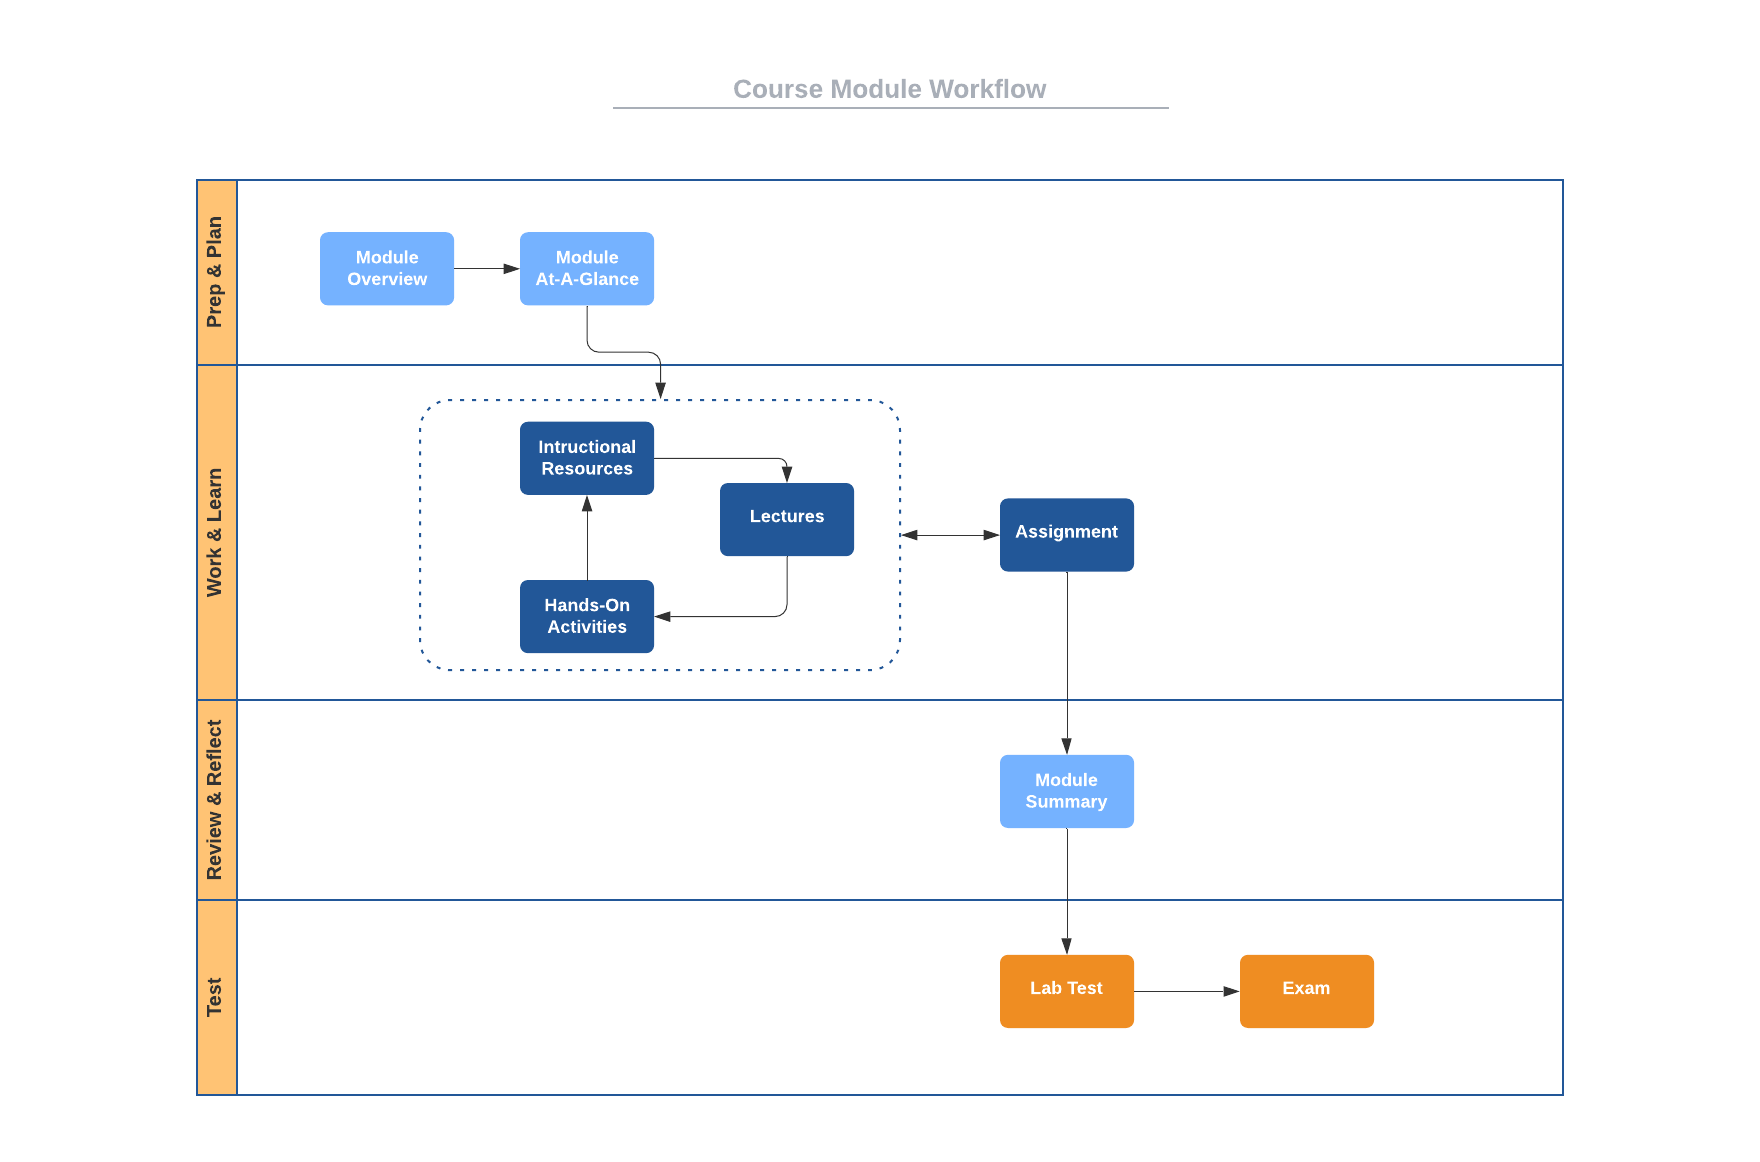 Course Module Workflow
Prep & Plan
Module
Overview
Module
At-A-Glance
Work & Learn
Intructional
Resources
Lectures
Hands-On
Activities
Assignment
Review & Reflect
Module
Summary
Test
Lab Test
Exam